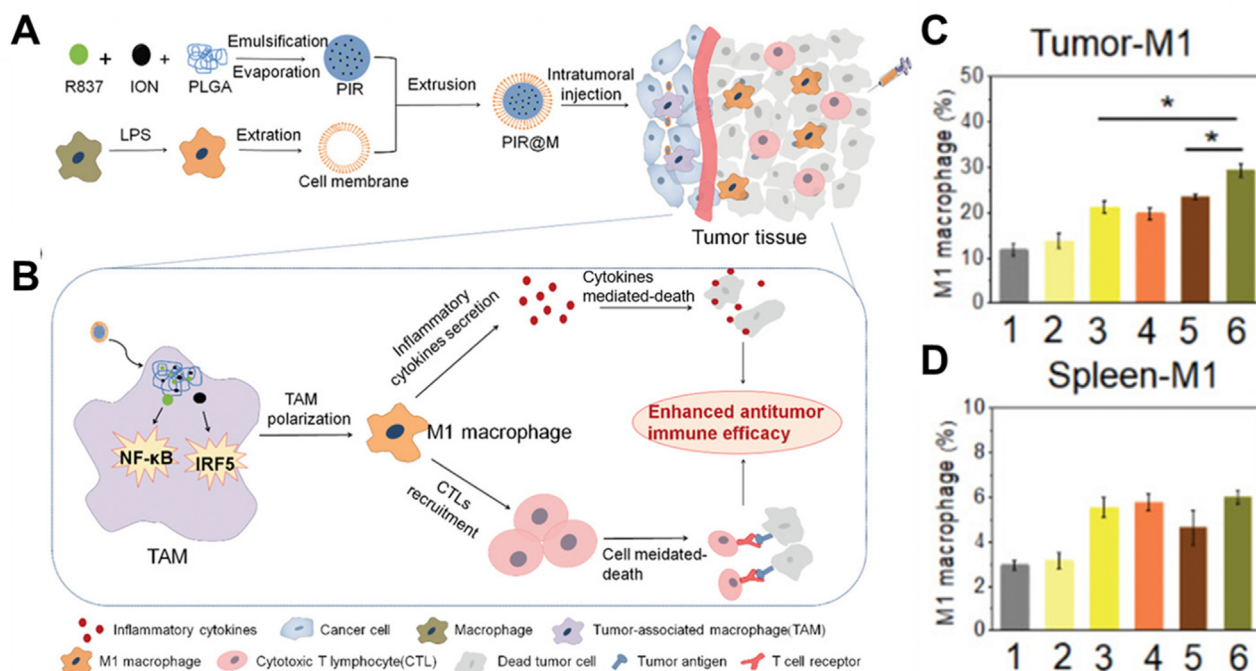 A
R837
+
ION
+
PLGA
Emulsification
Evaporation
PIR
LPS
Extration
Cell membrane
Extrusion
PIR@M
Intratumoral
injection
Tumor tissue
B
NF-κB
IRF5
TAM
TAM
polarization
M1 macrophage
Inflammatory
cytokines secretion
Cytokines
mediated-death
CTLs
recruitment
Cell meidated-
death
Enhanced antitumor
immune efficacy
Inflammatory cytokines
Cancer cell
Macrophage
Tumor-associated macrophage(TAM)
M1 macrophage
Cytotoxic T lymphocyte(CTL)
Dead tumor cell
Tumor antigen
T cell receptor
C
Tumor-M1
M1 macrophage (%)
50
40
30
20
10
0
*
*
1 2 3 4 5 6
D
Spleen-M1
M1 macrophage (%)
10
8
6
4
2
0
1 2 3 4 5 6